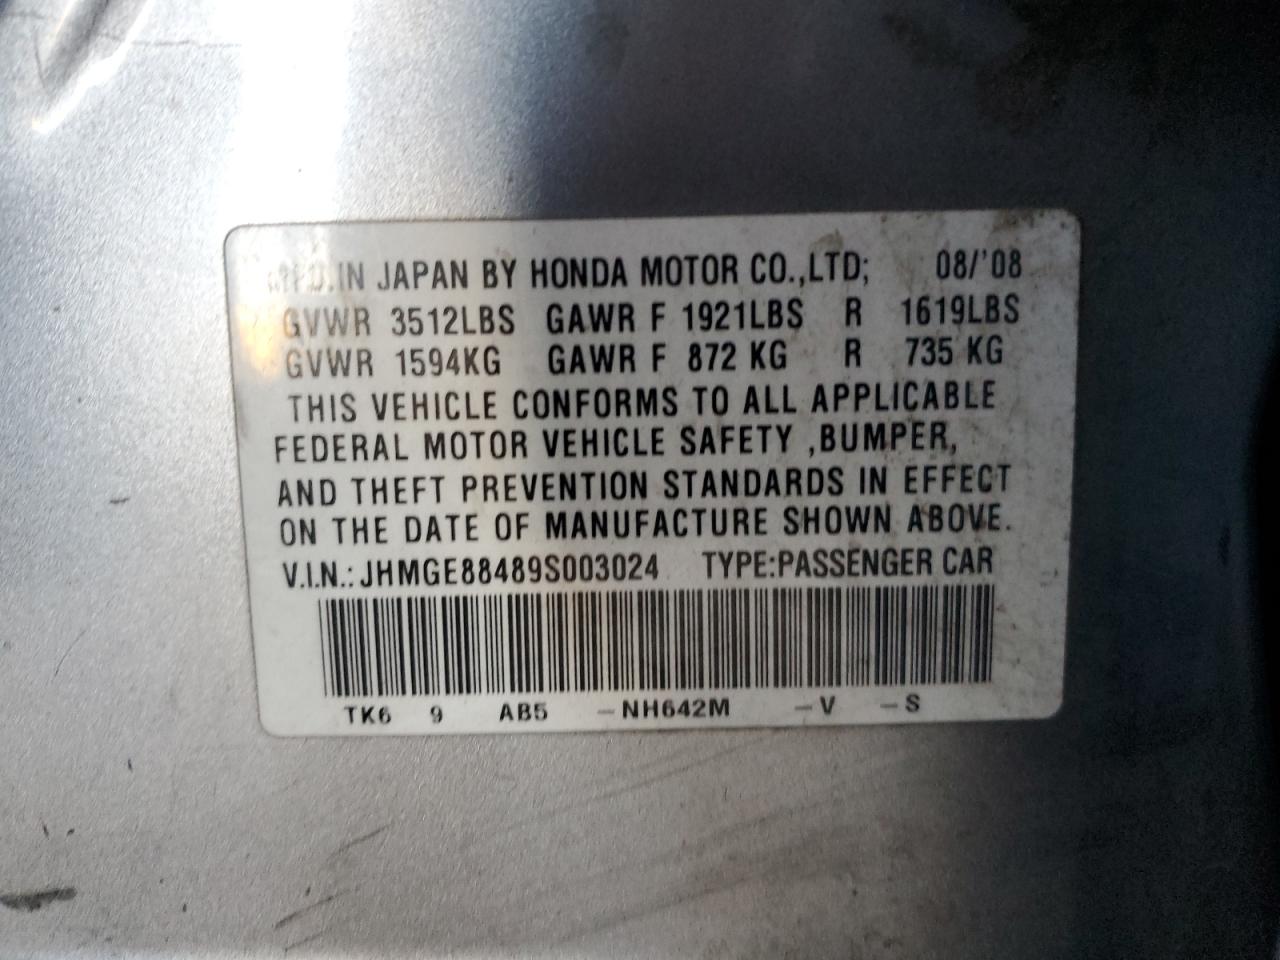 MFD.IN JAPAN BY HONDA MOTOR CO.,LTD; 08/'08
GVWR 3512LBS GAWR F 1921LBS R 1619LBS
GVWR 1594KG GAWR F 872 KG R 735 KG
THIS VEHICLE CONFORMS TO ALL APPLICABLE
FEDERAL MOTOR VEHICLE SAFETY ,BUMPER,
AND THEFT PREVENTION STANDARDS IN EFFECT
ON THE DATE OF MANUFACTURE SHOWN ABOVE.
V.I.N.: JHMGE88489S003024 TYPE:PASSENGER CAR
TK6 9 AB5 -NH642M -V -S